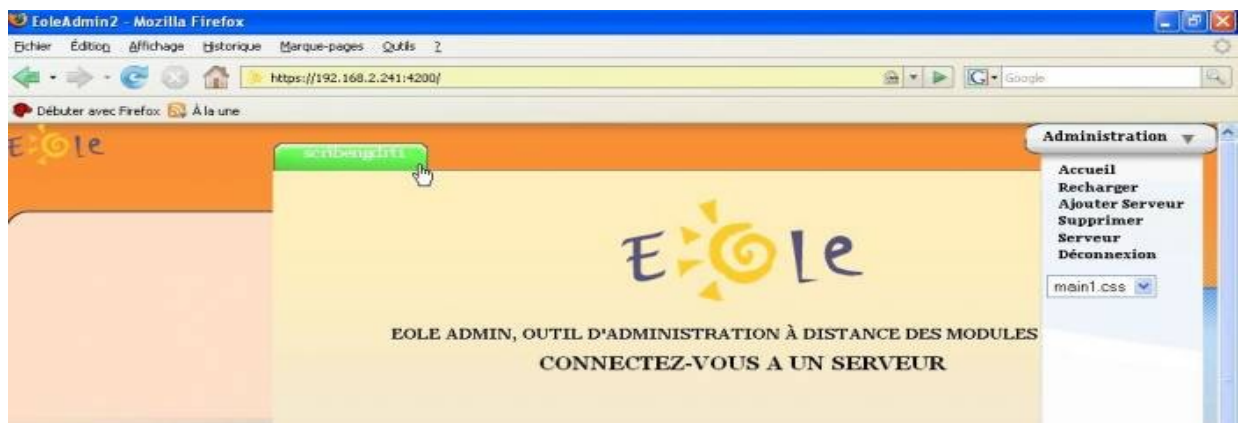 EoleAdmin2 - Mozilla Firefox
Fichier Édition Affichage Historique Marque-pages Outils ?
https://192.168.2.241:4200/
G Google
Débuter avec Firefox À la une
Eole
Administration
Accueil
Recharger
Ajouter Serveur
Supprimer
Serveur
Déconnexion
main1.css
Eole
EOLE ADMIN, OUTIL D'ADMINISTRATION À DISTANCE DES MODULES
CONNECTEZ-VOUS A UN SERVEUR